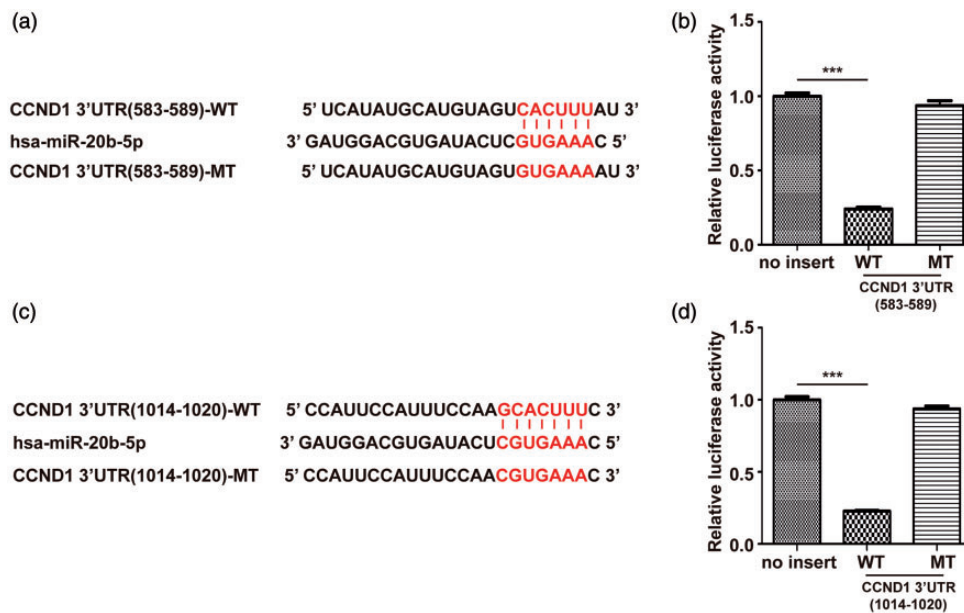 (a)
CCND1 3'UTR(583-589)-WT 5' UCAUAUGCAUGUAGUCACUUUAU 3'
hsa-miR-20b-5p 3' GAUGGACGUGAUACUCGUGAAAC 5'
CCND1 3'UTR(583-589)-MT 5' UCAUAUGCAUGUAGUGUGAAAAU 3'
(b)
Relative luciferase activity
1.5
1.0
0.5
0.0
***
no insert WT MT
CCND1 3'UTR
(583-589)
(c)
CCND1 3'UTR(1014-1020)-WT 5' CCAUUCCAUUUCCAAGCACUUUC 3'
hsa-miR-20b-5p 3' GAUGGACGUGAUACUCGUGAAAC 5'
CCND1 3'UTR(1014-1020)-MT 5' CCAUUCCAUUUCCAACGUGAAAC 3'
(d)
Relative luciferase activity
1.5
1.0
0.5
0.0
***
no insert WT MT
CCND1 3'UTR
(1014-1020)